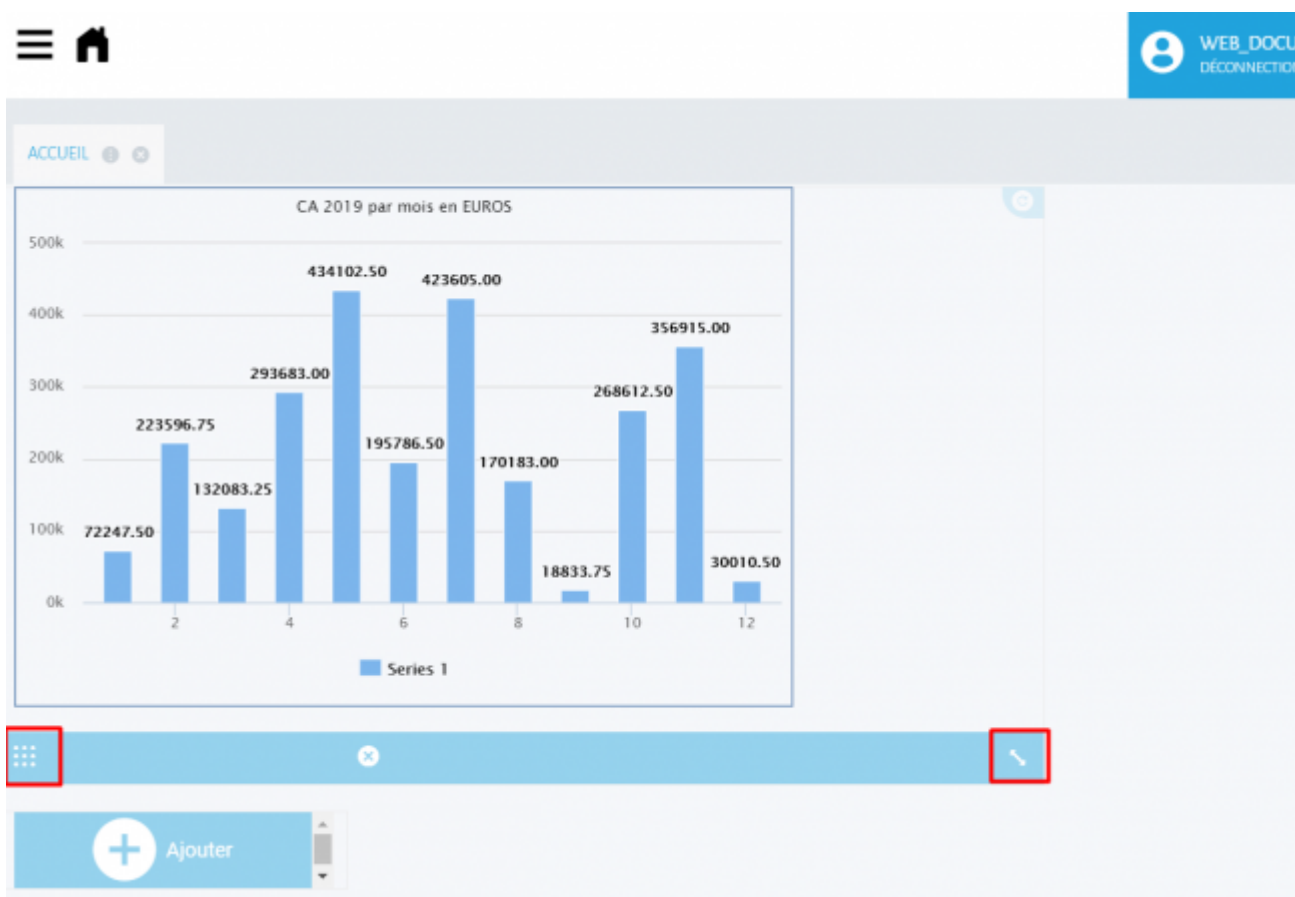 WEB_DOCU
DÉCONNECTION
ACCUEIL
CA 2019 par mois en EUROS
500k
434102.50
423605.00
400k
356915.00
293683.00
300k
268612.50
223596.75
195786.50
200k
170183.00
132083.25
100k
72247.50
30010.50
18833.75
0k
2 4 6 8 10 12
Series 1
Ajouter